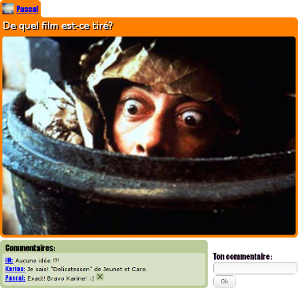 Pascal
De quel film est-ce tiré?
Commentaires:
JM: Aucune idée !?!
Karine: Je sais! "Delicatessen" de Jeunet et Caro.
Pascal: Exact! Bravo Karine! :)
Ton commentaire:
Ok